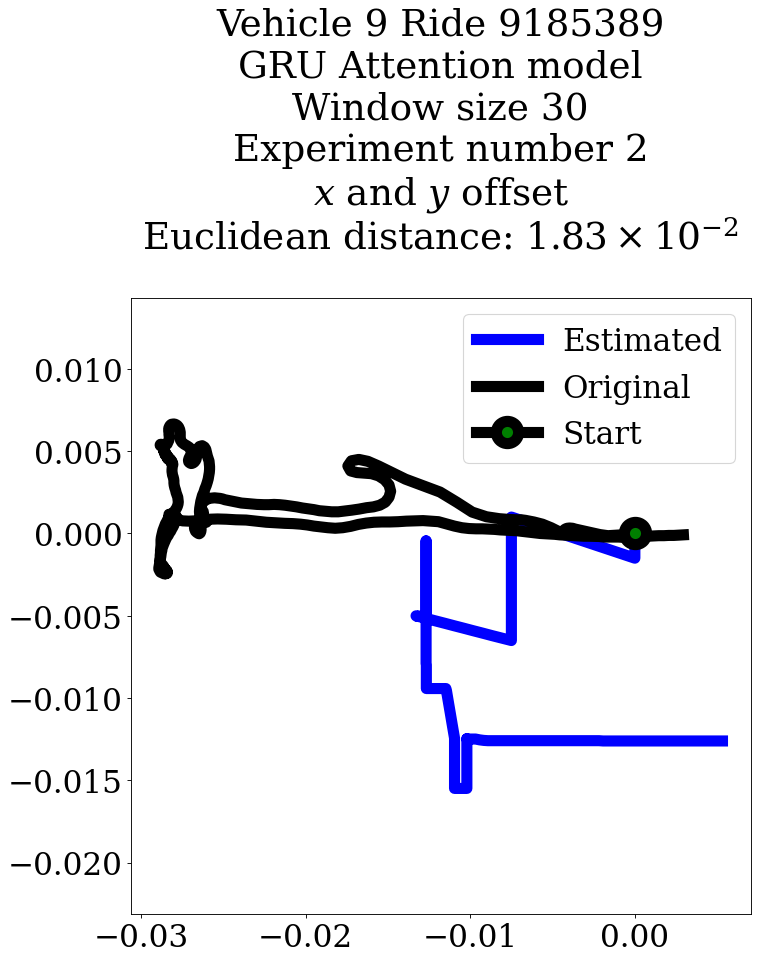 Vehicle 9 Ride 9185389
GRU Attention model
Window size 30
Experiment number 2
x and y offset
Euclidean distance: 1.83 × 10⁻²
Estimated
Original
Start
0.010
0.005
0.000
−0.005
−0.010
−0.015
−0.020
−0.03 −0.02 −0.01 0.00